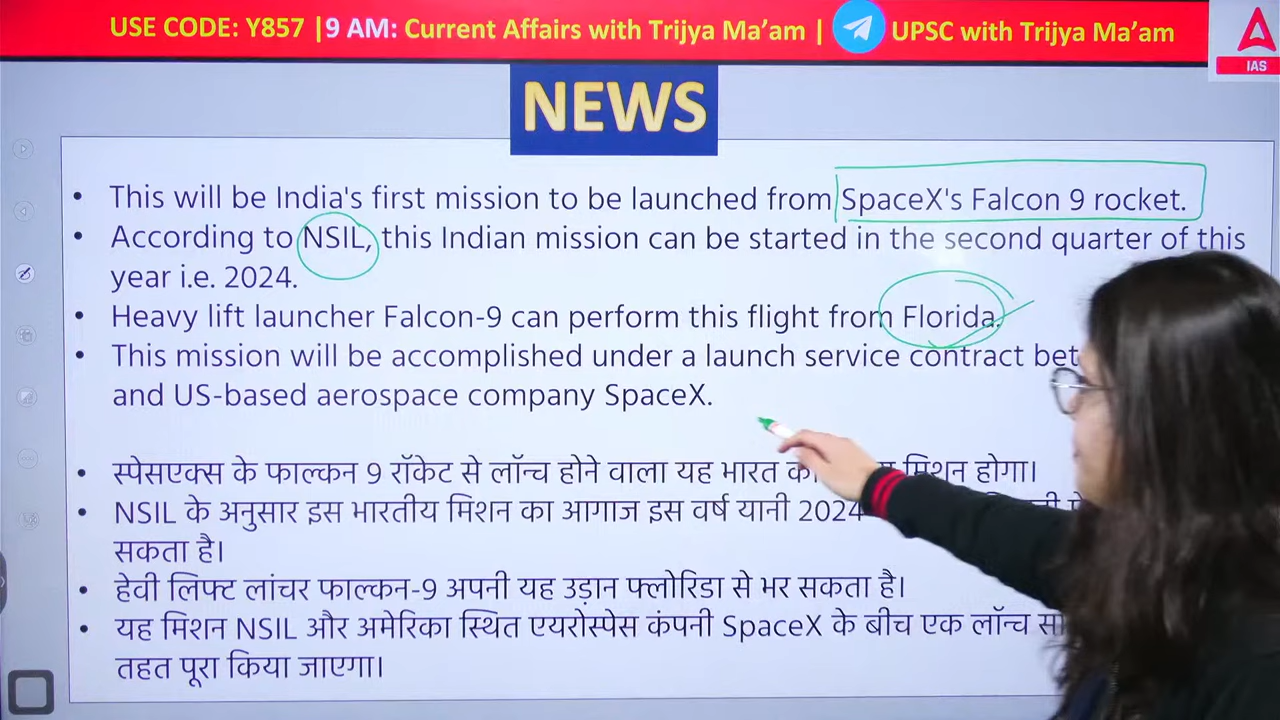 USE CODE: Y857 |9 AM: Current Affairs with Trijya Ma’am | UPSC with Trijya Ma’am
IAS
NEWS
• This will be India's first mission to be launched from SpaceX's Falcon 9 rocket.
• According to NSIL, this Indian mission can be started in the second quarter of this
year i.e. 2024.
• Heavy lift launcher Falcon-9 can perform this flight from Florida.
• This mission will be accomplished under a launch service contract
and US-based aerospace company SpaceX.
• स्पेसएक्स के फाल्कन 9 रॉकेट से लॉन्च होने वाला यह भारत मिशन होगा।
• NSIL के अनुसार इस भारतीय मिशन का आगाज इस वर्ष यानी 2024
सकता है।
• हेवी लिफ्ट लांचर फाल्कन-9 अपनी यह उड़ान फ्लोरिडा से भर सकता है।
• यह मिशन NSIL और अमेरिका स्थित एयरोस्पेस कंपनी SpaceX के बीच एक लॉन्च
तहत पूरा किया जाएगा।